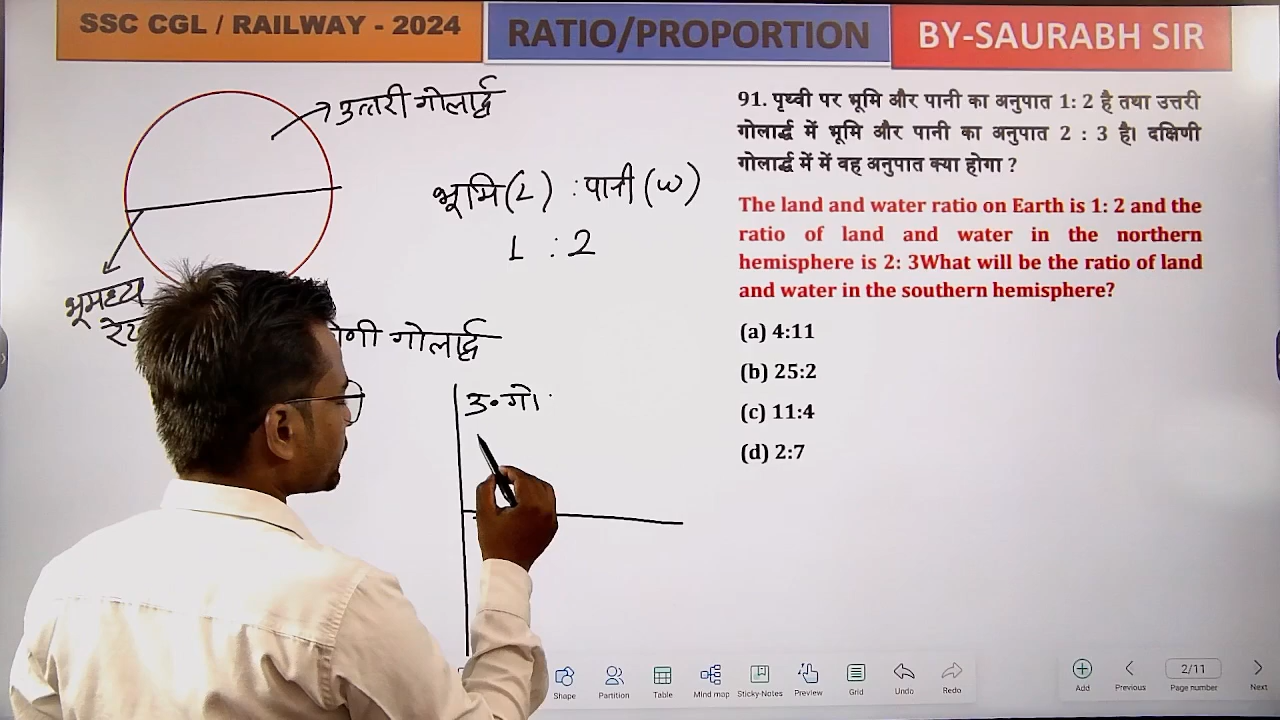 SSC CGL / RAILWAY - 2024
RATIO/PROPORTION
BY-SAURABH SIR
उत्तरी गोलार्द्ध
भूमि (L) : पानी (W)
1 : 2
भूमध्य
गोलार्द्ध
उ॰गो॰
91. पृथ्वी पर भूमि और पानी का अनुपात 1: 2 है तथा उत्तरी
गोलार्द्ध में भूमि और पानी का अनुपात 2 : 3 है। दक्षिणी
गोलार्द्ध में में वह अनुपात क्या होगा ?
The land and water ratio on Earth is 1: 2 and the
ratio of land and water in the northern
hemisphere is 2: 3What will be the ratio of land
and water in the southern hemisphere?
(a) 4:11
(b) 25:2
(c) 11:4
(d) 2:7
Shape
Partition
Table
Mind map
Sticky-Notes
Preview
Grid
Undo
Redo
Add
Previous
2/11
Page number
Next